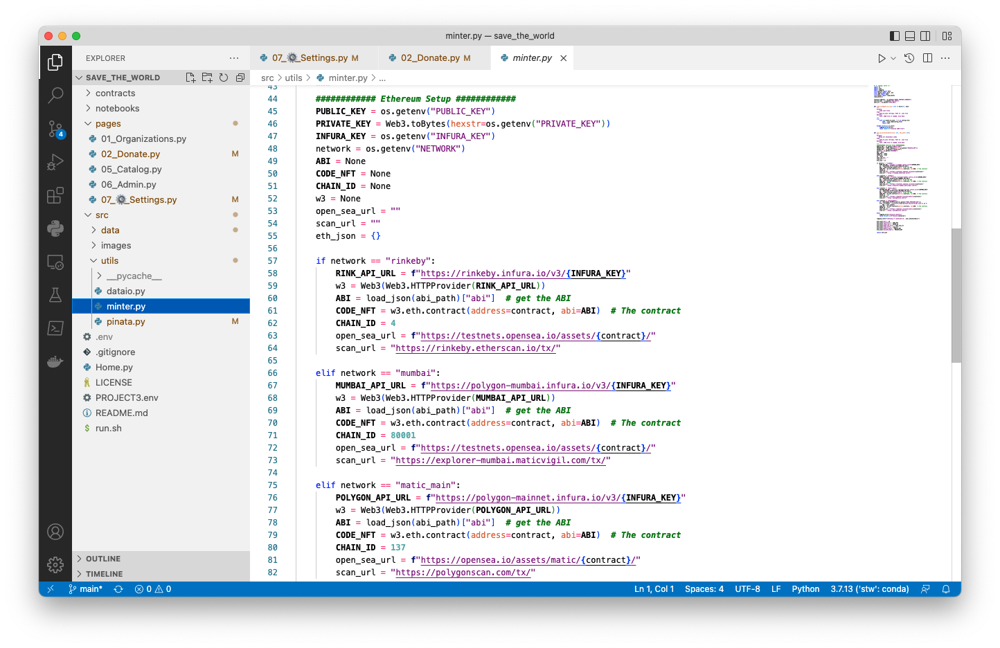 minter.py — save_the_world
EXPLORER
07_⚙️_Settings.py M
02_Donate.py M
minter.py
SAVE_THE_WORLD
src > utils > minter.py > ...
contracts
notebooks
pages
01_Organizations.py
02_Donate.py M
05_Catalog.py
06_Admin.py
07_⚙️_Settings.py M
src
data
images
utils
__pycache__
dataio.py
minter.py
pinata.py M
.env
.gitignore
Home.py
LICENSE
PROJECT3.env
README.md
$ run.sh
OUTLINE
TIMELINE
4
43
44 ############ Ethereum Setup ############
45 PUBLIC_KEY = os.getenv("PUBLIC_KEY")
46 PRIVATE_KEY = Web3.toBytes(hexstr=os.getenv("PRIVATE_KEY"))
47 INFURA_KEY = os.getenv("INFURA_KEY")
48 network = os.getenv("NETWORK")
49 ABI = None
50 CODE_NFT = None
51 CHAIN_ID = None
52 w3 = None
53 open_sea_url = ""
54 scan_url = ""
55 eth_json = {}
56
57 if network == "rinkeby":
58 RINK_API_URL = f"https://rinkeby.infura.io/v3/{INFURA_KEY}"
59 w3 = Web3(Web3.HTTPProvider(RINK_API_URL))
60 ABI = load_json(abi_path)["abi"]  # get the ABI
61 CODE_NFT = w3.eth.contract(address=contract, abi=ABI)  # The contract
62 CHAIN_ID = 4
63 open_sea_url = f"https://testnets.opensea.io/assets/{contract}/"
64 scan_url = "https://rinkeby.etherscan.io/tx/"
65
66 elif network == "mumbai":
67 MUMBAI_API_URL = f"https://polygon-mumbai.infura.io/v3/{INFURA_KEY}"
68 w3 = Web3(Web3.HTTPProvider(MUMBAI_API_URL))
69 ABI = load_json(abi_path)["abi"]  # get the ABI
70 CODE_NFT = w3.eth.contract(address=contract, abi=ABI)  # The contract
71 CHAIN_ID = 80001
72 open_sea_url = f"https://testnets.opensea.io/assets/{contract}/"
73 scan_url = "https://explorer-mumbai.maticvigil.com/tx/"
74
75 elif network == "matic_main":
76 POLYGON_API_URL = f"https://polygon-mainnet.infura.io/v3/{INFURA_KEY}"
77 w3 = Web3(Web3.HTTPProvider(POLYGON_API_URL))
78 ABI = load_json(abi_path)["abi"]  # get the ABI
79 CODE_NFT = w3.eth.contract(address=contract, abi=ABI)  # The contract
80 CHAIN_ID = 137
81 open_sea_url = f"https://opensea.io/assets/matic/{contract}/"
82 scan_url = "https://polygonscan.com/tx/"
main* 0 0 Ln 1, Col 1 Spaces: 4 UTF-8 LF Python 3.7.13 ('stw': conda)